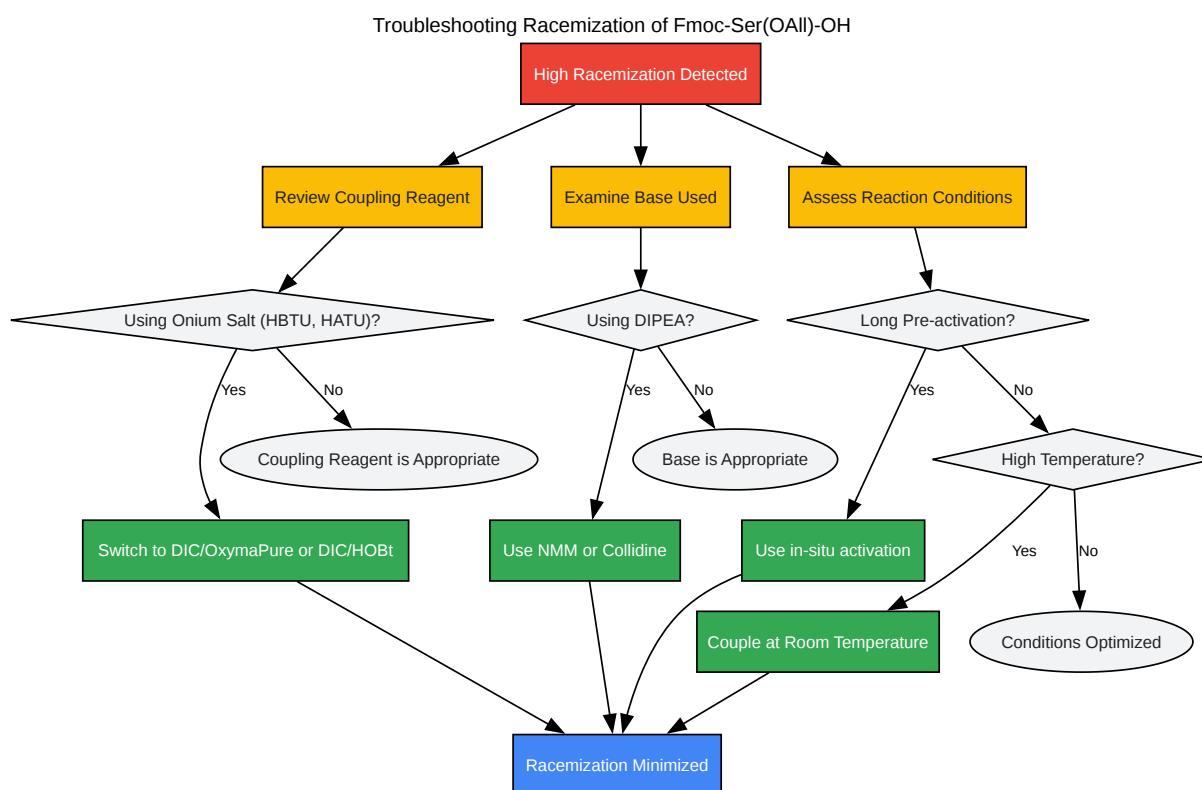 Troubleshooting Racemization of Fmoc-Ser(OAll)-OH
High Racemization Detected
Review Coupling Reagent
Examine Base Used
Assess Reaction Conditions
Using Onium Salt (HBTU, HATU)?
Using DIPEA?
Long Pre-activation?
Yes
No
Yes
No
Yes
No
Coupling Reagent is Appropriate
Base is Appropriate
High Temperature?
Switch to DIC/OxymaPure or DIC/HOBt
Use NMM or Collidine
Use in-situ activation
Yes
No
Couple at Room Temperature
Conditions Optimized
Racemization Minimized